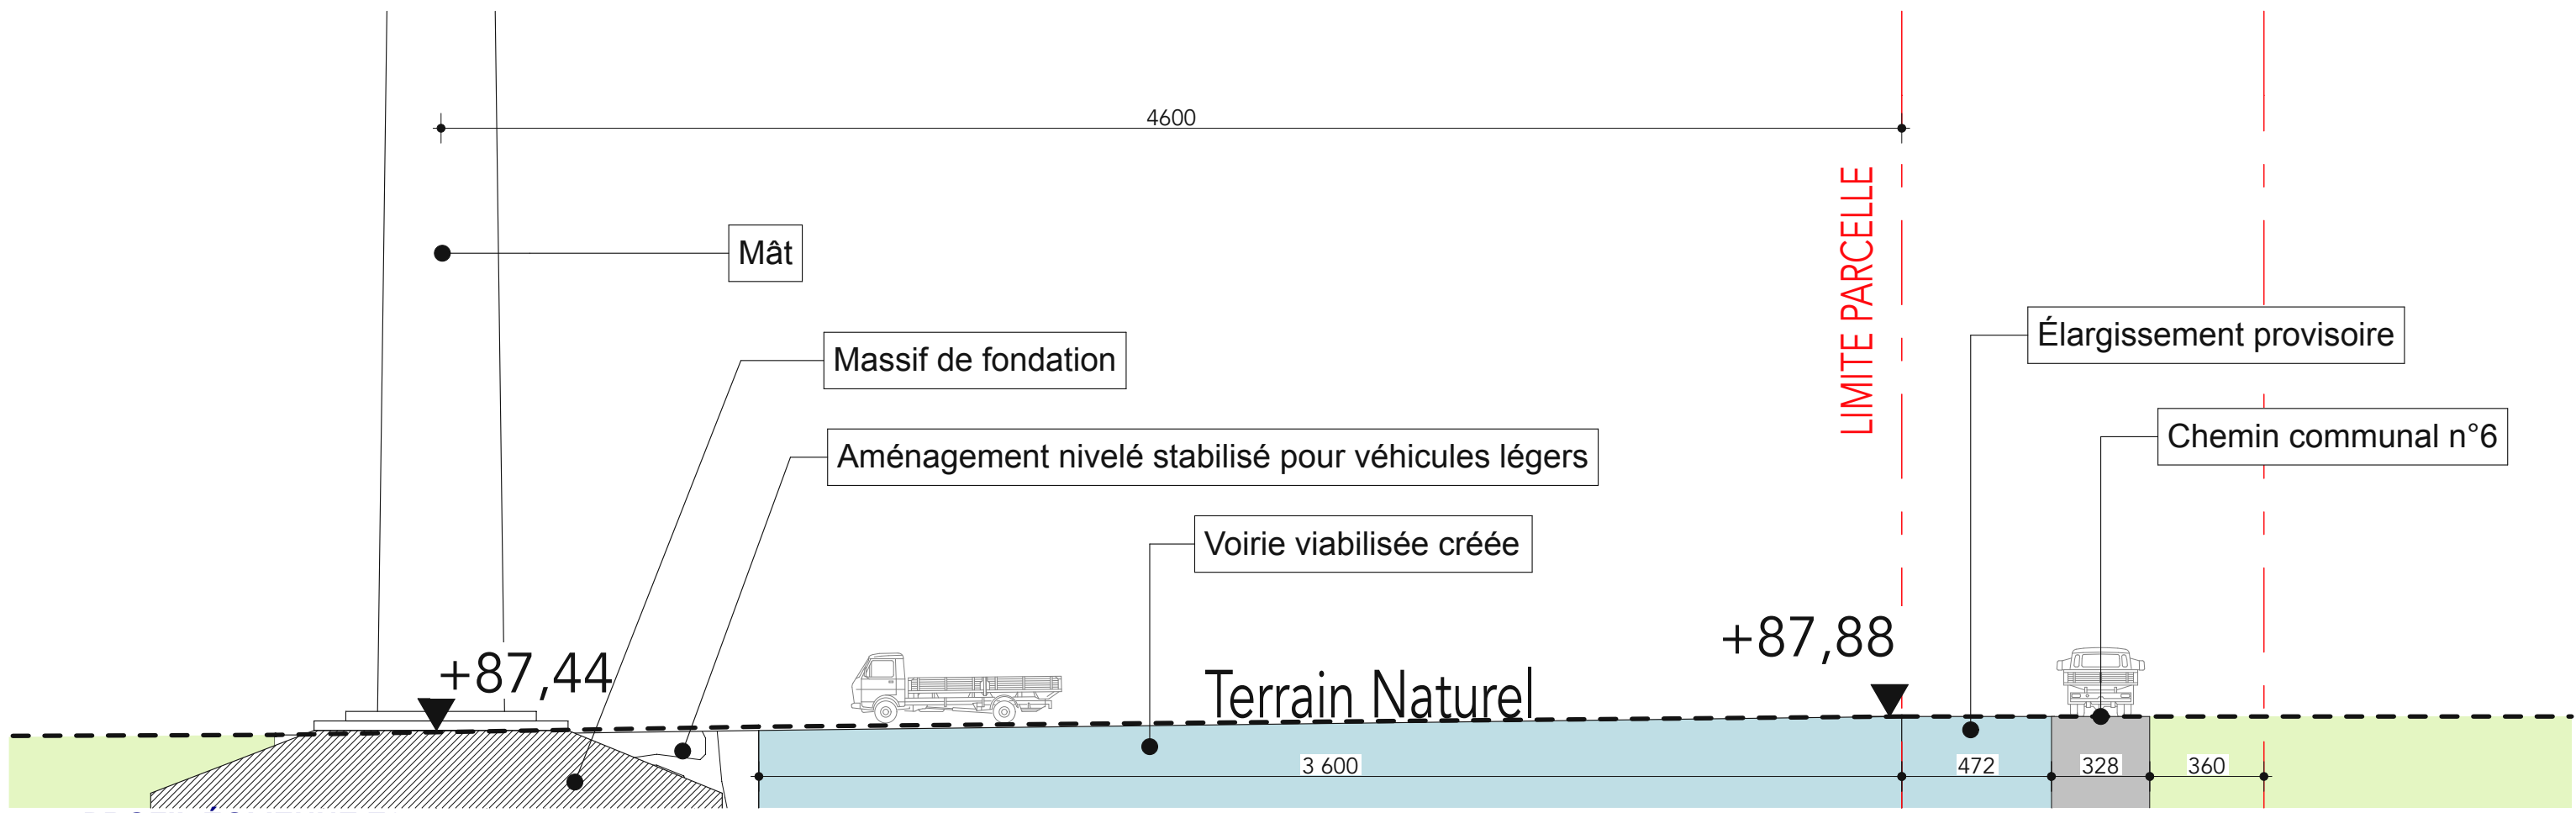 4600
LIMITE PARCELLE
Mât
Élargissement provisoire
Massif de fondation
Chemin communal n°6
Aménagement nivelé stabilisé pour véhicules légers
Voirie viabilisée créée
+87,88
+87,44
Terrain Naturel
3 600
472
328
360